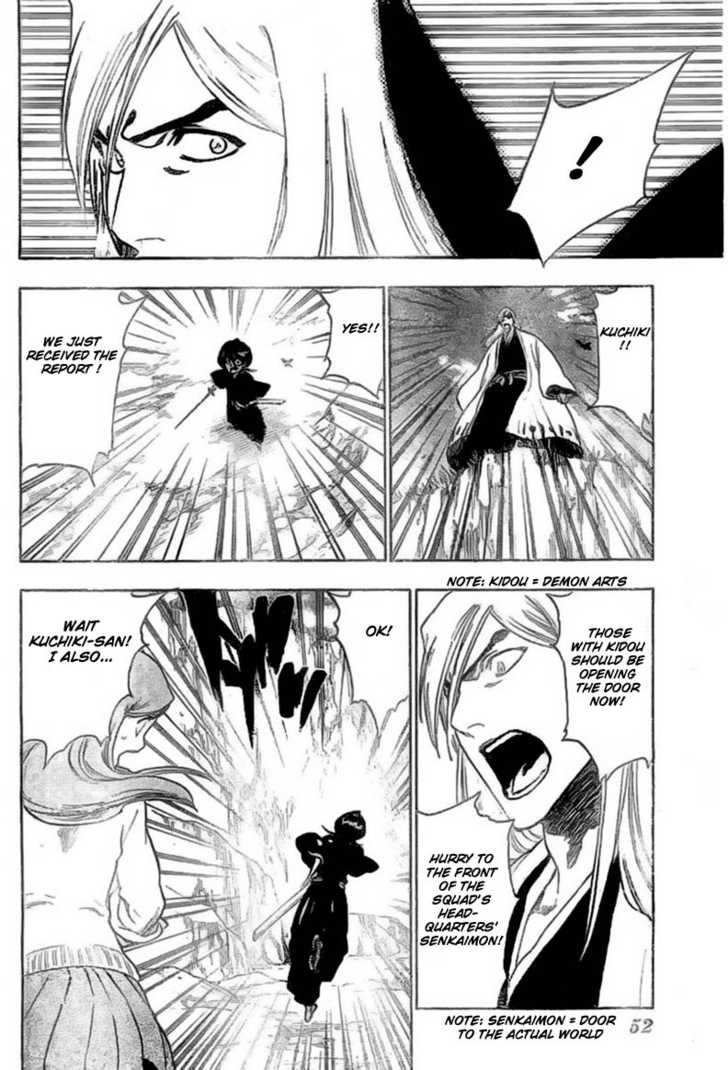 !
KUCHIKI
!!
YES!!
WE JUST
RECEIVED THE
REPORT !
NOTE: KIDOU = DEMON ARTS
THOSE
WITH KIDOU
SHOULD BE
OPENING
THE DOOR
NOW!
HURRY TO
THE FRONT
OF THE
SQUAD'S
HEAD-
QUARTERS'
SENKAIMON!
OK!
WAIT
KUCHIKI-SAN!
I ALSO...
NOTE: SENKAIMON = DOOR
TO THE ACTUAL WORLD
52